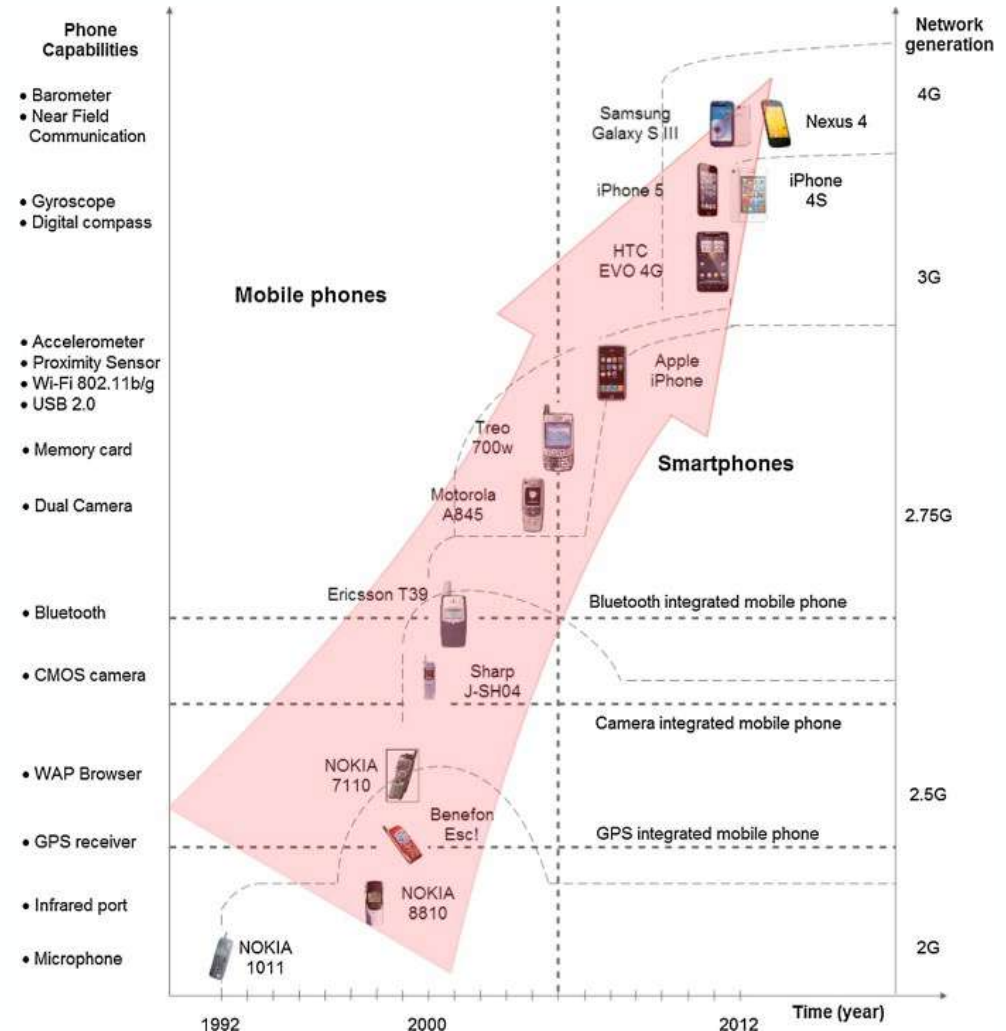 Phone
Capabilities
• Barometer
• Near Field
Communication
• Gyroscope
• Digital compass
• Accelerometer
• Proximity Sensor
• Wi-Fi 802.11b/g
• USB 2.0
• Memory card
• Dual Camera
• Bluetooth
• CMOS camera
• WAP Browser
• GPS receiver
• Infrared port
• Microphone
Mobile phones
Smartphones
Samsung
Galaxy S III
Nexus 4
iPhone 5
iPhone
4S
HTC
EVO 4G
Apple
iPhone
Treo
700w
Motorola
A845
Ericsson T39
Bluetooth integrated mobile phone
Sharp
J-SH04
Camera integrated mobile phone
NOKIA
7110
Benefon
Esc!
GPS integrated mobile phone
NOKIA
8810
NOKIA
1011
Network
generation
4G
3G
2.75G
2.5G
2G
Time (year)
1992
2000
2012